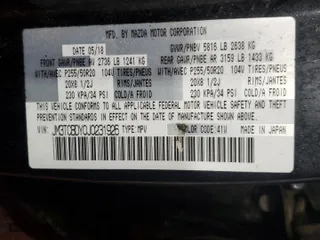 MFD. BY MAZDA MOTOR CORPORATION
DATE 05/18 GVWR/PNBV 5816 LB 2638 KG
FRONT GAWR/PNBE AV 2736 LB 1241 KG REAR GAWR/PNBE AR 3159 LB 1433 KG
WITH/AVEC P255/50R20 104V TIRES/PNEUS WITH/AVEC P255/50R20 104V TIRES/PNEUS
20X8 1/2J RIMS/JANTES 20X8 1/2J RIMS/JANTES
230 KPA/34 PSI COLD/A FROID 230 KPA/34 PSI COLD/A FROID
THIS VEHICLE CONFORMS TO ALL APPLICABLE FEDERAL
MOTOR VEHICLE SAFETY, BUMPER, AND THEFT PREVENTION
STANDARDS IN EFFECT ON THE DATE OF MANUFACTURE SHOWN ABOVE.
VIN: JM3TCBDY0J0231926 TYPE:MPV COLOR CODE:41W MADE IN JAPAN